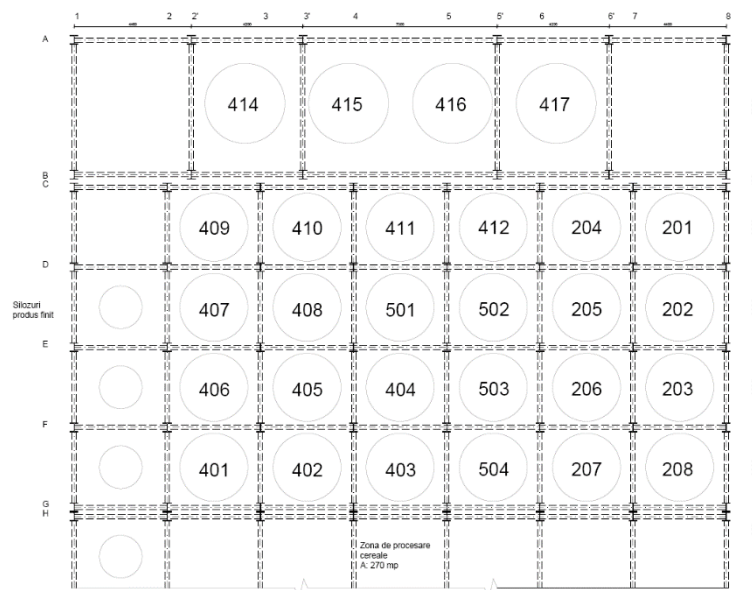 1 2 2' 3 3' 4 5 5' 6 6' 7 8
A
414 415 416 417
B
C
409 410 411 412 204 201
D
407 408 501 502 205 202
Silozuri
produs finit
E
406 405 404 503 206 203
F
401 402 403 504 207 208
G
H
Zona de procesare
cereale
A: 270 mp